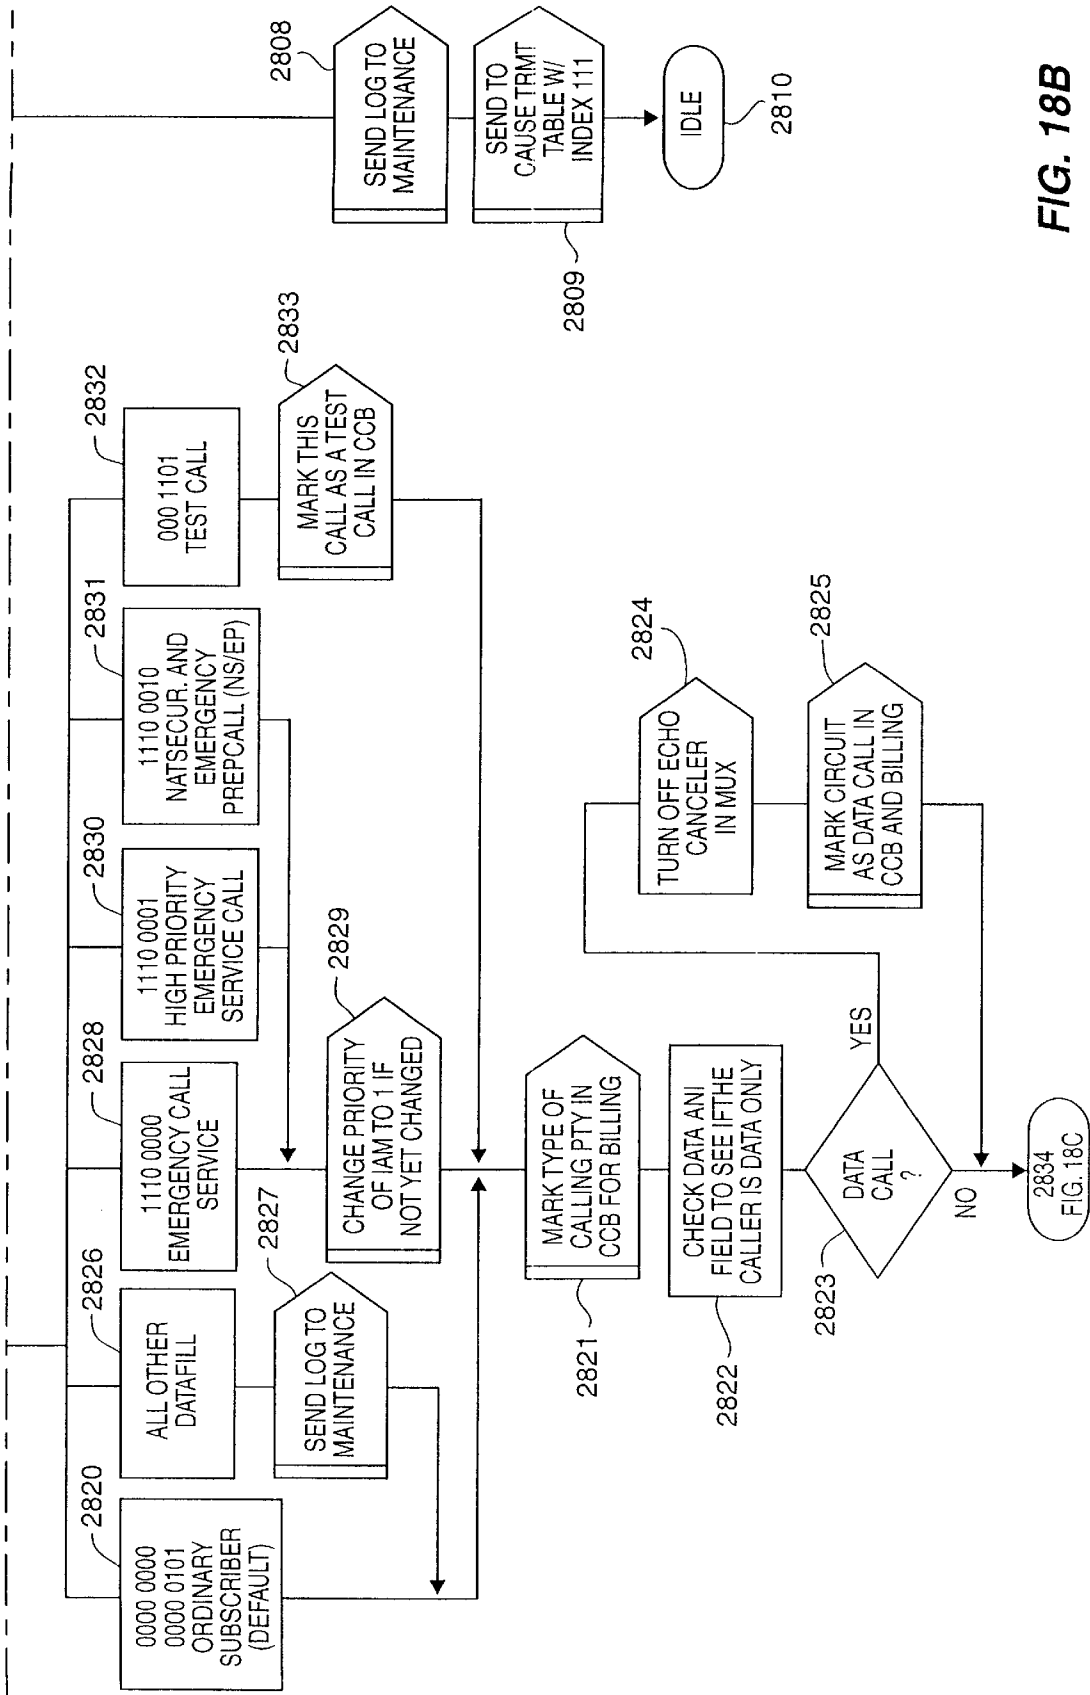 2820
0000 0000
0000 0101
ORDINARY
SUBSCRIBER
(DEFAULT)
2826
ALL OTHER
DATAFILL
2827
SEND LOG TO
MAINTENANCE
2828
1110 0000
EMERGENCY CALL
SERVICE
2830
1110 0001
HIGH PRIORITY
EMERGENCY
SERVICE CALL
2831
1110 0010
NATSECUR. AND
EMERGENCY
PREPCALL (NS/EP)
2832
000 1101
TEST CALL
2833
MARK THIS
CALL AS A TEST
CALL IN CCB
2829
CHANGE PRIORITY
OF IAM TO 1 IF
NOT YET CHANGED
2821
MARK TYPE OF
CALLING PTY IN
CCB FOR BILLING
2822
CHECK DATA ANI
FIELD TO SEE IFTHE
CALLER IS DATA ONLY
2823
DATA
CALL
?
YES
NO
2824
TURN OFF ECHO
CANCELER
IN MUX
2825
MARK CIRCUIT
AS DATA CALL IN
CCB AND BILLING
2834
FIG. 18C
2808
SEND LOG TO
MAINTENANCE
2809
SEND TO
CAUSE TRMT
TABLE W/
INDEX 111
IDLE
2810
FIG. 18B